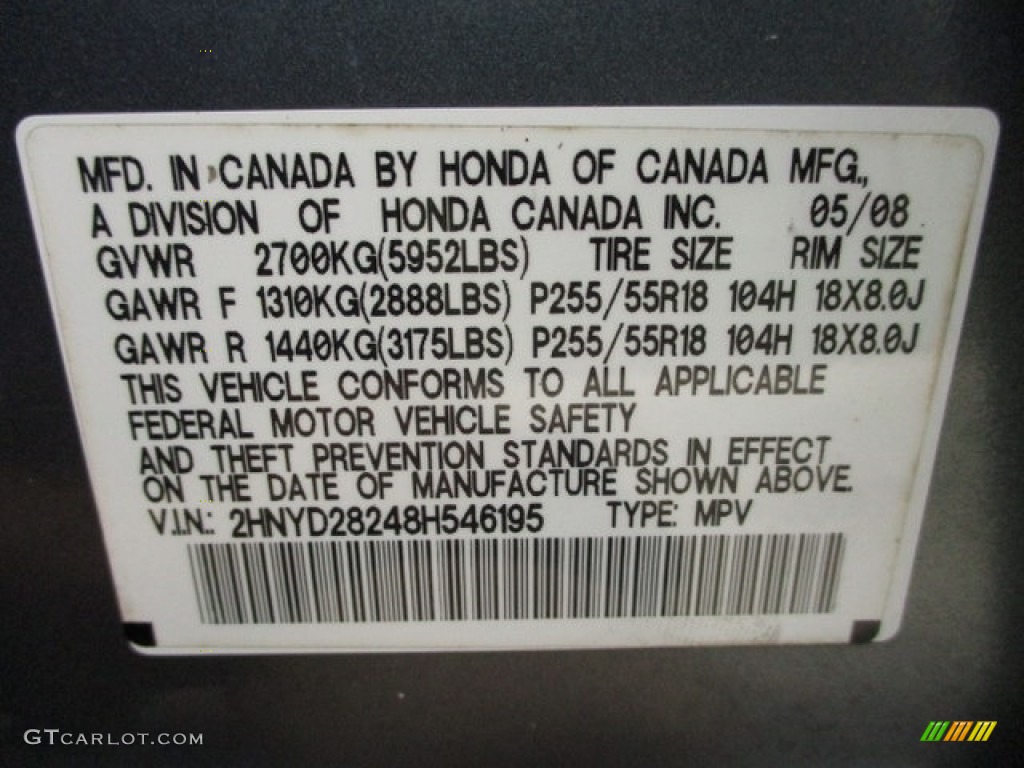 MFD. IN CANADA BY HONDA OF CANADA MFG.,
A DIVISION OF HONDA CANADA INC. 05/08
GVWR 2700KG(5952LBS) TIRE SIZE RIM SIZE
GAWR F 1310KG(2888LBS) P255/55R18 104H 18X8.0J
GAWR R 1440KG(3175LBS) P255/55R18 104H 18X8.0J
THIS VEHICLE CONFORMS TO ALL APPLICABLE
FEDERAL MOTOR VEHICLE SAFETY
AND THEFT PREVENTION STANDARDS IN EFFECT
ON THE DATE OF MANUFACTURE SHOWN ABOVE.
V.I.N.: 2HNYD28248H546195 TYPE: MPV
GTCARLOT.COM